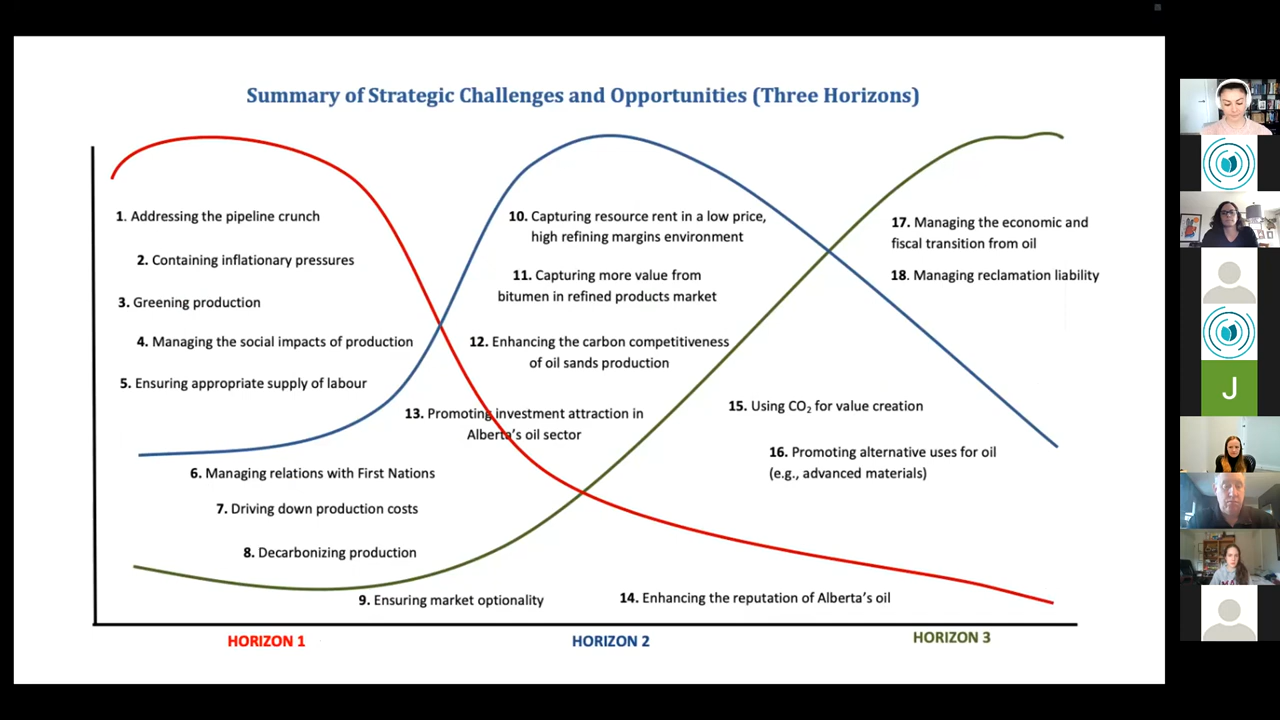 Summary of Strategic Challenges and Opportunities (Three Horizons)
1. Addressing the pipeline crunch
2. Containing inflationary pressures
3. Greening production
4. Managing the social impacts of production
5. Ensuring appropriate supply of labour
6. Managing relations with First Nations
7. Driving down production costs
8. Decarbonizing production
9. Ensuring market optionality
10. Capturing resource rent in a low price,
high refining margins environment
11. Capturing more value from
bitumen in refined products market
12. Enhancing the carbon competitiveness
of oil sands production
13. Promoting investment attraction in
Alberta's oil sector
14. Enhancing the reputation of Alberta's oil
15. Using CO₂ for value creation
16. Promoting alternative uses for oil
(e.g., advanced materials)
17. Managing the economic and
fiscal transition from oil
18. Managing reclamation liability
HORIZON 1
HORIZON 2
HORIZON 3
J